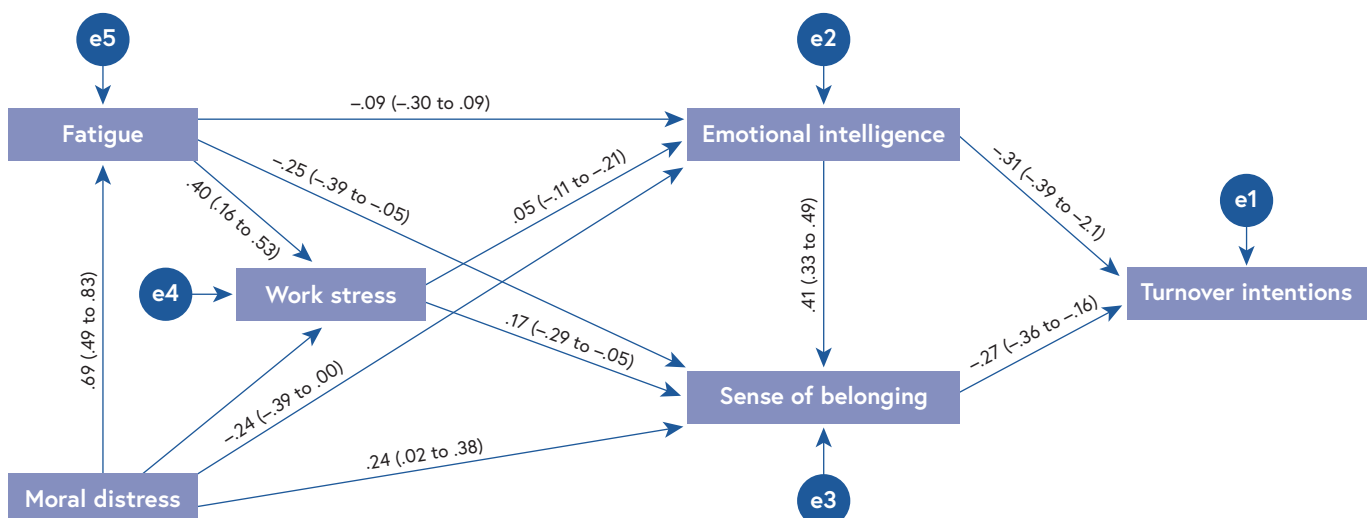 e5
e2
Fatigue
–.09 (–.30 to .09)
Emotional intelligence
–.25 (–.39 to –.05)
.40 (.16 to .53)
.05 (–.11 to –.21)
–.31 (–.39 to –2.1)
e1
.41 (.33 to .49)
e4
Work stress
Turnover intentions
.69 (.49 to .83)
.17 (–.29 to –.05)
–.27 (–.36 to –.16)
–.24 (–.39 to .00)
Sense of belonging
.24 (.02 to .38)
Moral distress
e3